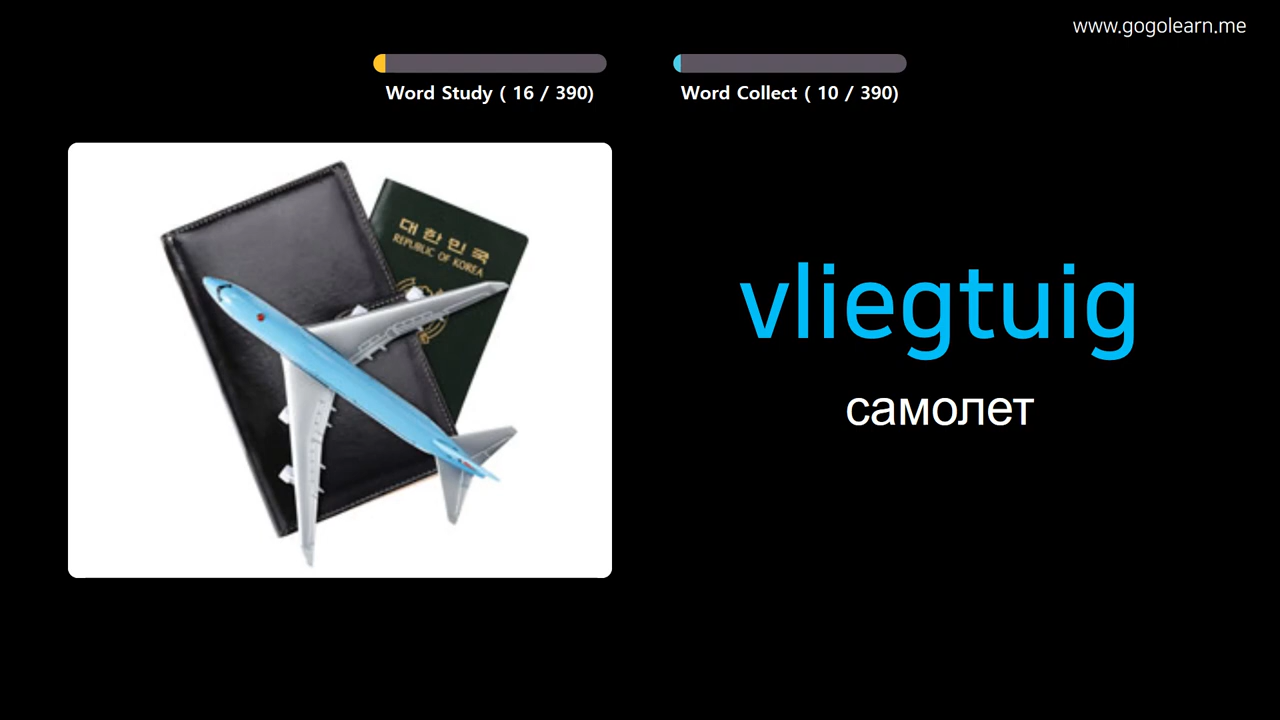 www.gogolearn.me
Word Study ( 16 / 390)
Word Collect ( 10 / 390)
대한민국
REPUBLIC OF KOREA
vliegtuig
самолет